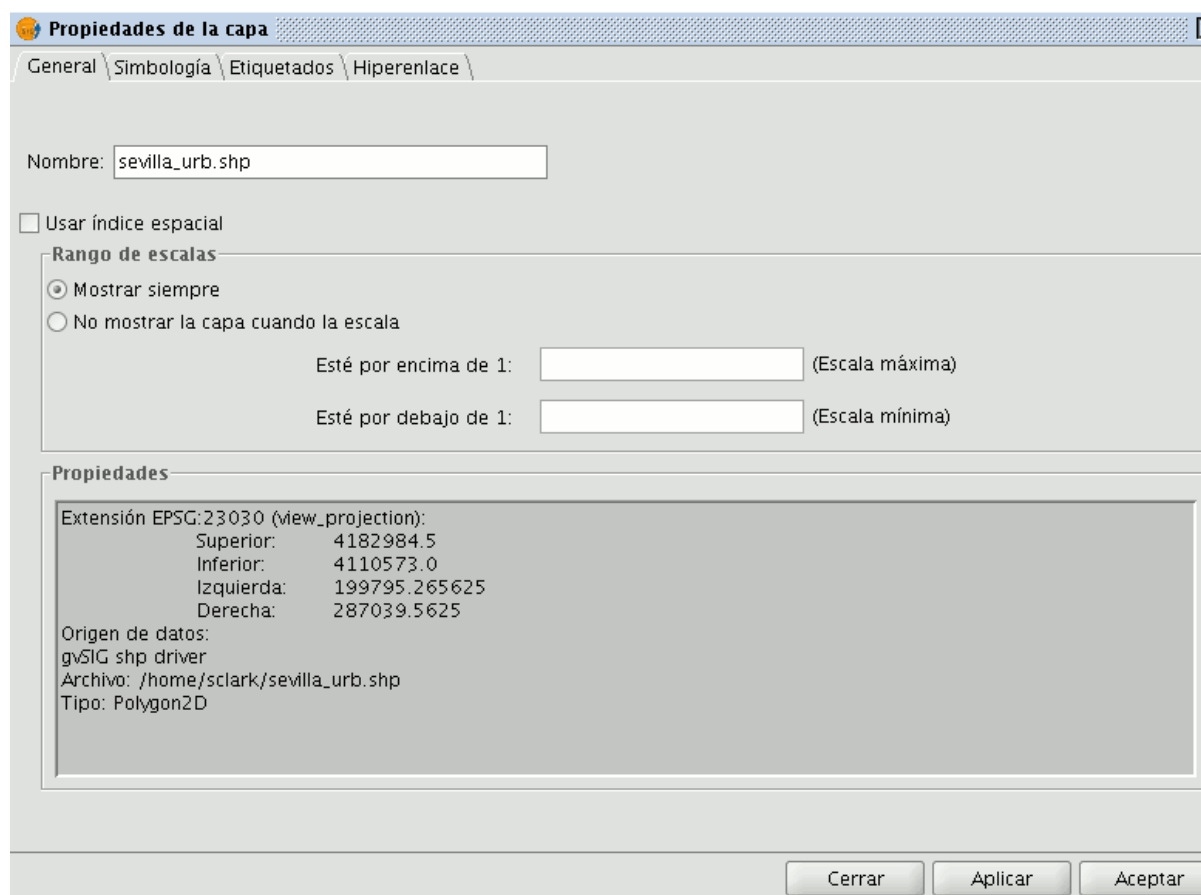 Propiedades de la capa
General Simbología Etiquetados Hiperenlace
Nombre: sevilla_urb.shp
Usar índice espacial
Rango de escalas
Mostrar siempre
No mostrar la capa cuando la escala
Esté por encima de 1: (Escala máxima)
Esté por debajo de 1: (Escala mínima)
Propiedades
Extensión EPSG:23030 (view_projection):
Superior: 4182984.5
Inferior: 4110573.0
Izquierda: 199795.265625
Derecha: 287039.5625
Origen de datos:
gvSIG shp driver
Archivo: /home/sclark/sevilla_urb.shp
Tipo: Polygon2D
Cerrar Aplicar Aceptar